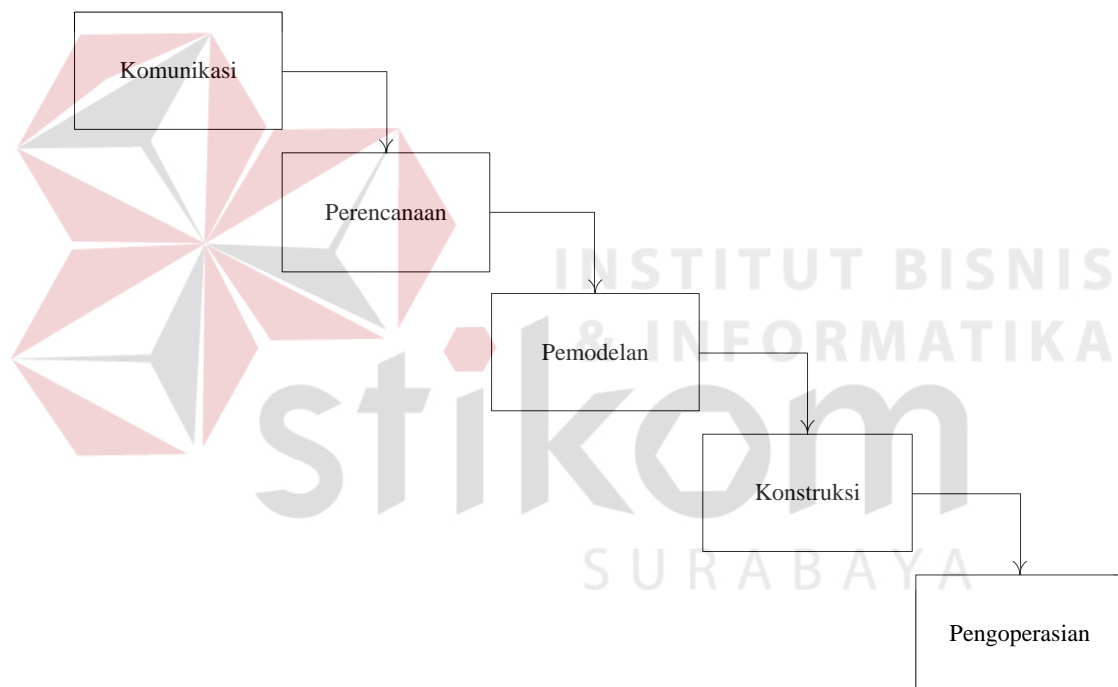 Komunikasi
Perencanaan
INSTITUT BISNIS
Pemodelan
& INFORMATIKA
stikom
Konstruksi
SURABAYA
Pengoperasian